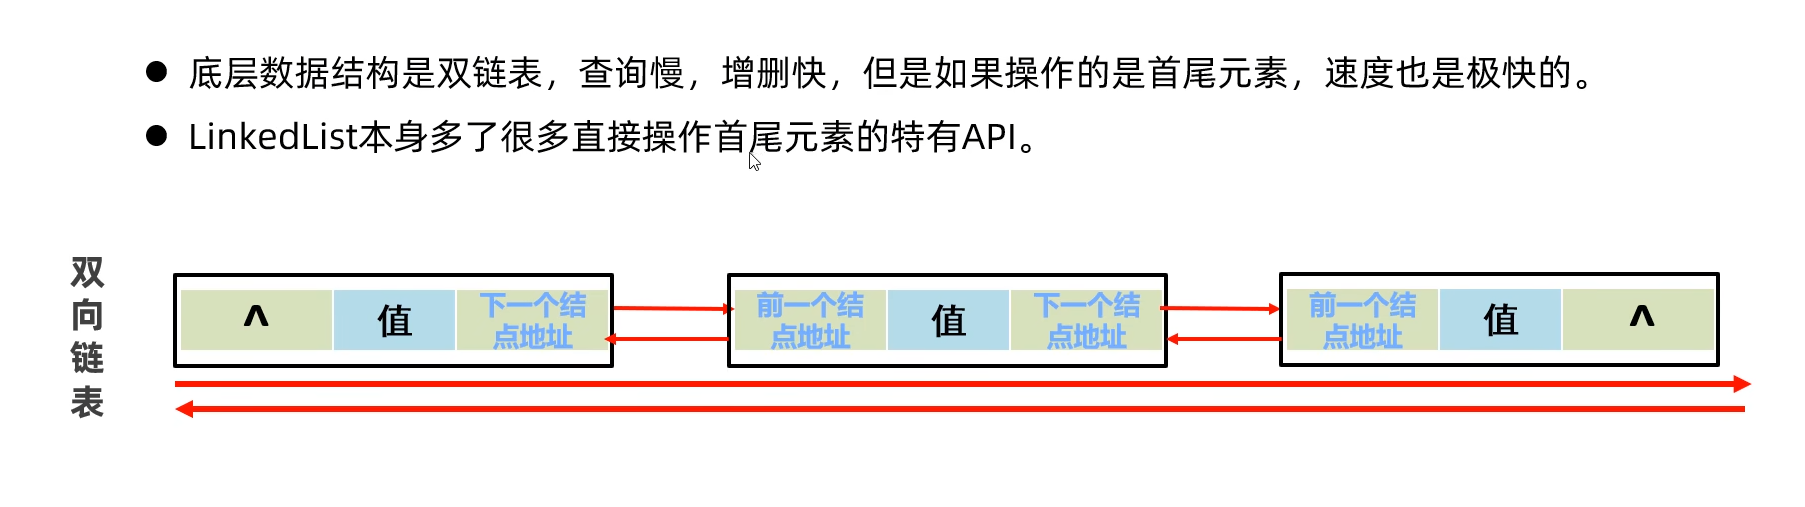 ● 底层数据结构是双链表，查询慢，增删快，但是如果操作的是首尾元素，速度也是极快的。
● LinkedList本身多了很多直接操作首尾元素的特有API。
双向链表
^ 值 下一个结点地址
前一个结点地址 值 下一个结点地址
前一个结点地址 值 ^